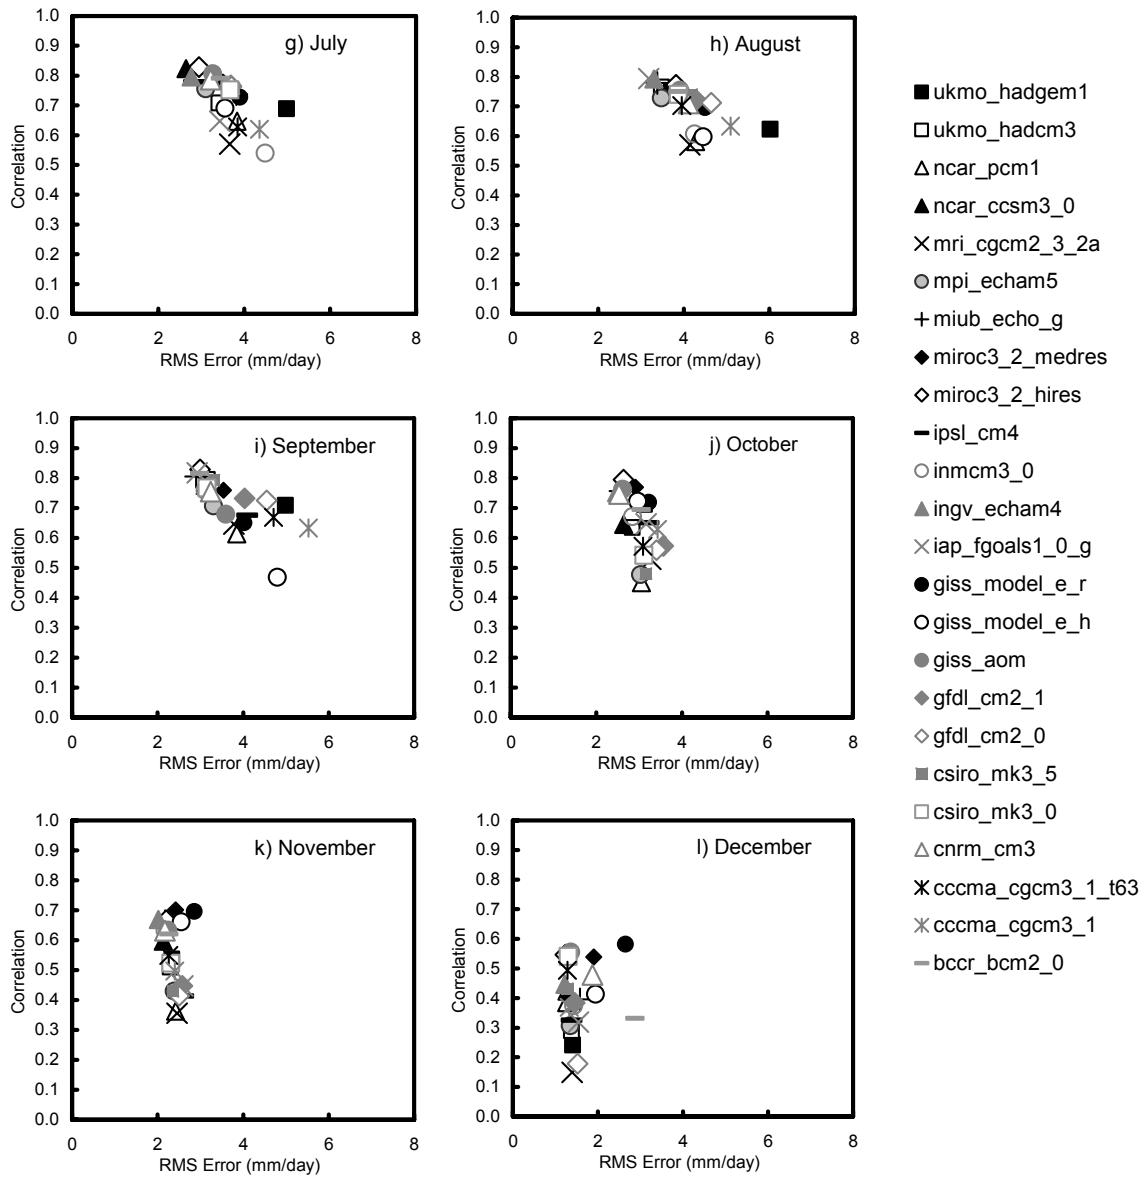 g) July
Correlation
1.0
0.9
0.8
0.7
0.6
0.5
0.4
0.3
0.2
0.1
0.0
0 2 4 6 8
RMS Error (mm/day)
h) August
Correlation
1.0
0.9
0.8
0.7
0.6
0.5
0.4
0.3
0.2
0.1
0.0
0 2 4 6 8
RMS Error (mm/day)
i) September
Correlation
1.0
0.9
0.8
0.7
0.6
0.5
0.4
0.3
0.2
0.1
0.0
0 2 4 6 8
RMS Error (mm/day)
j) October
Correlation
1.0
0.9
0.8
0.7
0.6
0.5
0.4
0.3
0.2
0.1
0.0
0 2 4 6 8
RMS Error (mm/day)
k) November
Correlation
1.0
0.9
0.8
0.7
0.6
0.5
0.4
0.3
0.2
0.1
0.0
0 2 4 6 8
RMS Error (mm/day)
l) December
Correlation
1.0
0.9
0.8
0.7
0.6
0.5
0.4
0.3
0.2
0.1
0.0
0 2 4 6 8
RMS Error (mm/day)
ukmo_hadgem1
ukmo_hadcm3
ncar_pcm1
ncar_ccsm3_0
mri_cgcm2_3_2a
mpi_echam5
miub_echo_g
miroc3_2_medres
miroc3_2_hires
ipsl_cm4
inmcm3_0
ingv_echam4
iap_fgoals1_0_g
giss_model_e_r
giss_model_e_h
giss_aom
gfdl_cm2_1
gfdl_cm2_0
csiro_mk3_5
csiro_mk3_0
cnrm_cm3
cccma_cgcm3_1_t63
cccma_cgcm3_1
bccr_bcm2_0